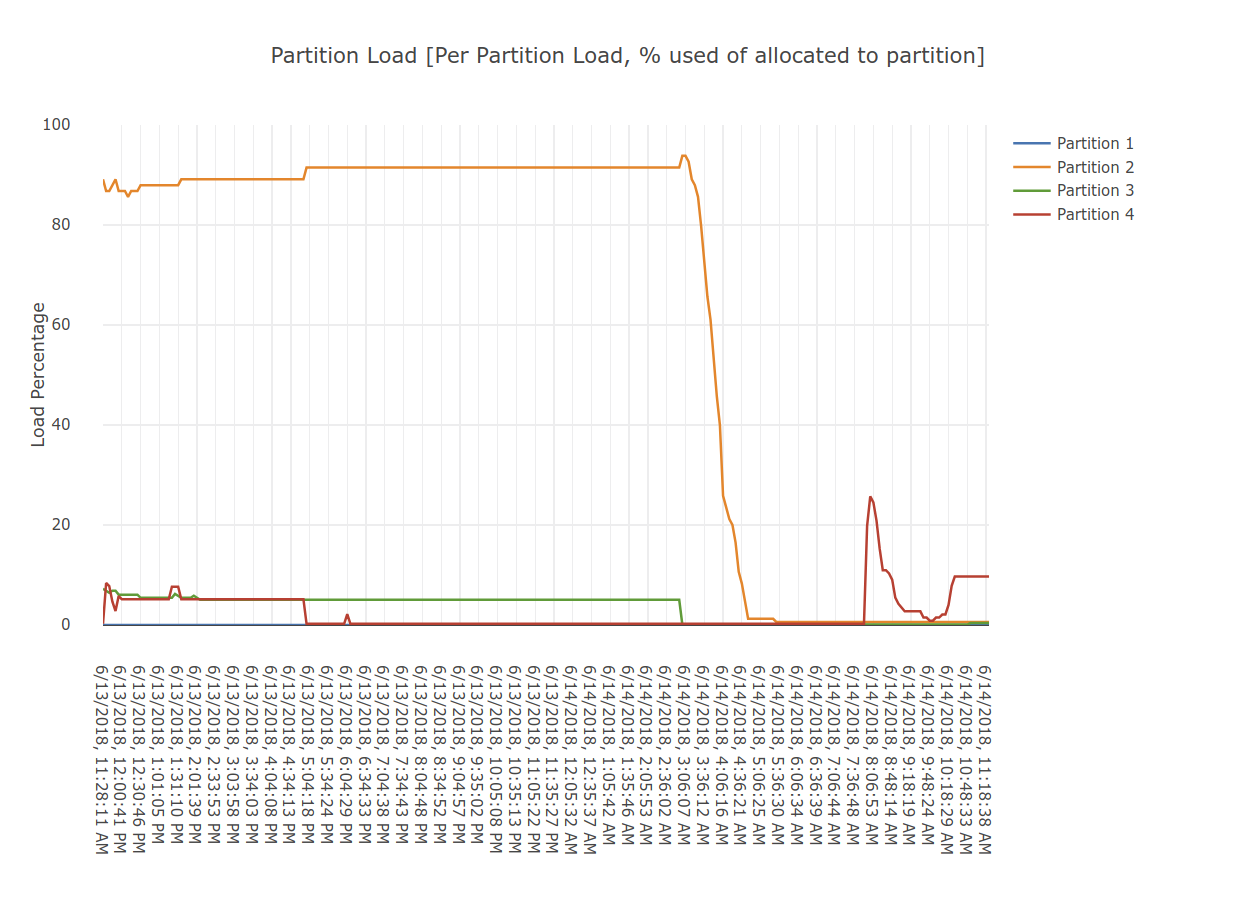 Partition Load [Per Partition Load, % used of allocated to partition]
100
80
60
40
20
0
Load Percentage
Partition 1
Partition 2
Partition 3
Partition 4
6/13/2018, 11:28:11 AM
6/13/2018, 12:00:41 PM
6/13/2018, 12:30:46 PM
6/13/2018, 1:01:05 PM
6/13/2018, 1:31:10 PM
6/13/2018, 2:01:39 PM
6/13/2018, 2:33:53 PM
6/13/2018, 3:03:58 PM
6/13/2018, 3:34:03 PM
6/13/2018, 4:04:08 PM
6/13/2018, 4:34:13 PM
6/13/2018, 5:04:18 PM
6/13/2018, 5:34:24 PM
6/13/2018, 6:04:29 PM
6/13/2018, 6:34:33 PM
6/13/2018, 7:04:38 PM
6/13/2018, 7:34:43 PM
6/13/2018, 8:04:48 PM
6/13/2018, 8:34:52 PM
6/13/2018, 9:04:57 PM
6/13/2018, 9:35:02 PM
6/13/2018, 10:05:08 PM
6/13/2018, 10:35:13 PM
6/13/2018, 11:05:22 PM
6/13/2018, 11:35:27 PM
6/14/2018, 12:05:32 AM
6/14/2018, 12:35:37 AM
6/14/2018, 1:05:42 AM
6/14/2018, 1:35:46 AM
6/14/2018, 2:05:53 AM
6/14/2018, 2:36:02 AM
6/14/2018, 3:06:07 AM
6/14/2018, 3:36:12 AM
6/14/2018, 4:06:16 AM
6/14/2018, 4:36:21 AM
6/14/2018, 5:06:25 AM
6/14/2018, 5:36:30 AM
6/14/2018, 6:06:34 AM
6/14/2018, 6:36:39 AM
6/14/2018, 7:06:44 AM
6/14/2018, 7:36:48 AM
6/14/2018, 8:06:53 AM
6/14/2018, 8:48:14 AM
6/14/2018, 9:18:19 AM
6/14/2018, 9:48:24 AM
6/14/2018, 10:18:29 AM
6/14/2018, 10:48:33 AM
6/14/2018, 11:18:38 AM